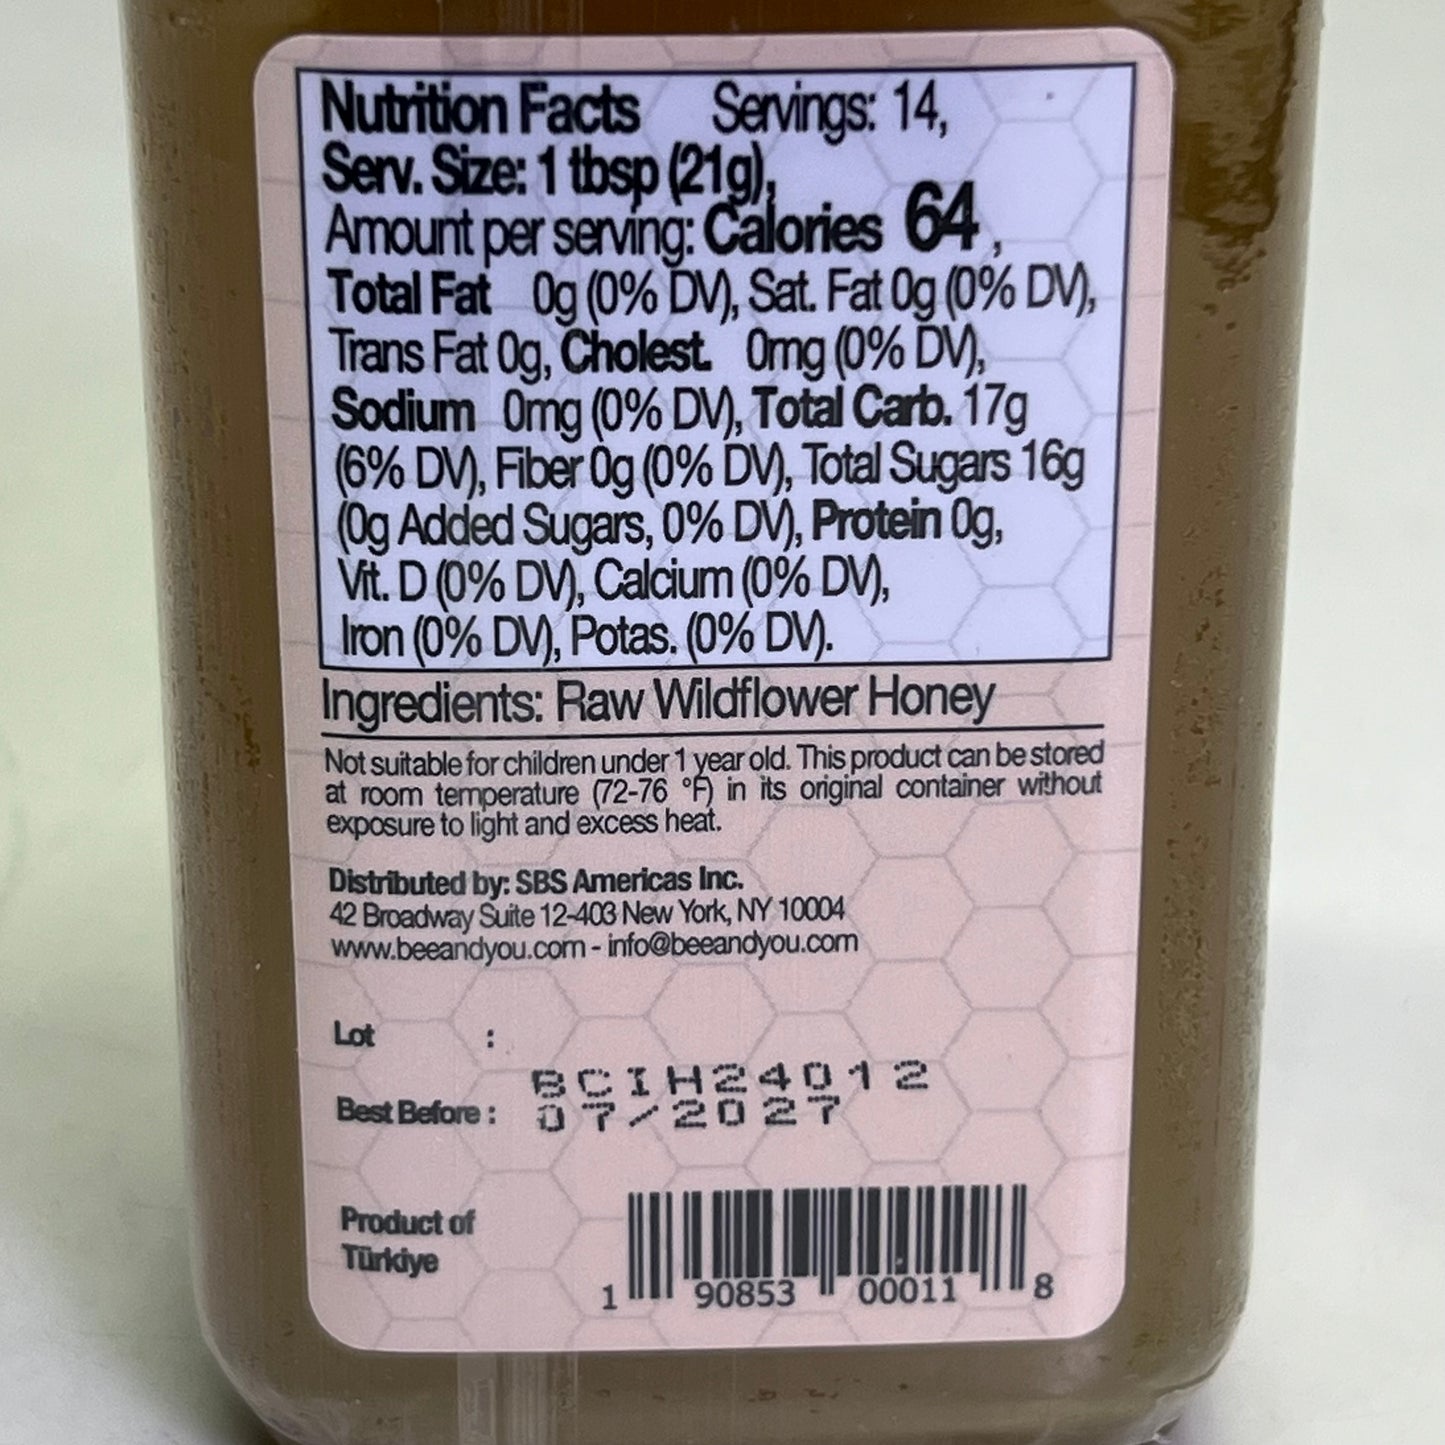 Nutrition Facts Servings: 14,
Serv. Size: 1 tbsp (21g),
Amount per serving: Calories 64,
Total Fat 0g (0% DV), Sat. Fat 0g (0% DV),
Trans Fat 0g, Cholest. 0mg (0% DV),
Sodium 0mg (0% DV), Total Carb. 17g
(6% DV), Fiber 0g (0% DV), Total Sugars 16g
(0g Added Sugars, 0% DV), Protein 0g,
Vit. D (0% DV), Calcium (0% DV),
Iron (0% DV), Potas. (0% DV).
Ingredients: Raw Wildflower Honey
Not suitable for children under 1 year old. This product can be stored
at room temperature (72-76 °F) in its original container without
exposure to light and excess heat.
Distributed by: SBS Americas Inc.
42 Broadway Suite 12-403 New York, NY 10004
www.beeandyou.com - info@beeandyou.com
Lot :
BCIH24012
Best Before : 07/2027
Product of
Türkiye
1 90853 00011 8